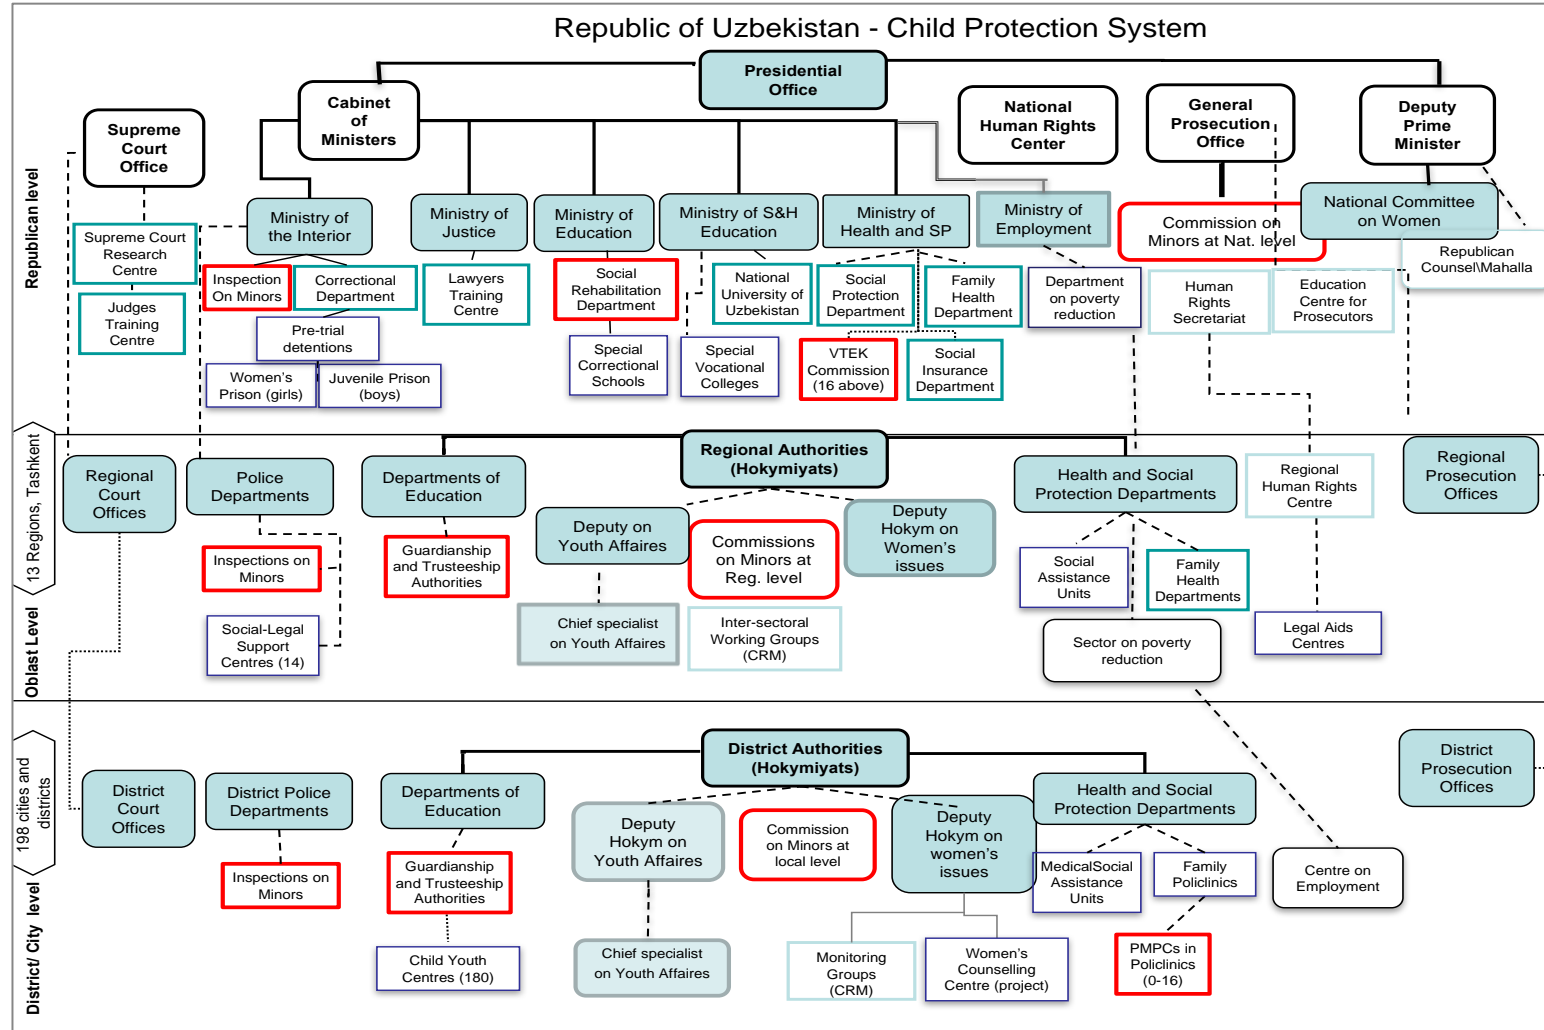 Republic of Uzbekistan - Child Protection System
Presidential
Office
Cabinet
of
Ministers
Supreme
Court
Office
National
Human Rights
Center
General
Prosecution
Office
Deputy
Prime
Minister
Republican level
Ministry of
the Interior
Ministry of
Justice
Ministry of
Education
Ministry of S&H
Education
Ministry of
Health and SP
Ministry of
Employment
Commission on
Minors at Nat. level
National Committee
on Women
Republican
Counsel\Mahalla
Supreme Court
Research
Centre
Judges
Training
Centre
Inspection
On Minors
Correctional
Department
Pre-trial
detentions
Women's
Prison (girls)
Juvenile Prison
(boys)
Lawyers
Training
Centre
Social
Rehabilitation
Department
Special
Correctional
Schools
National
University of
Uzbekistan
Special
Vocational
Colleges
Social
Protection
Department
Family
Health
Department
VTEK
Commission
(16 above)
Social
Insurance
Department
Department
on poverty
reduction
Human
Rights
Secretariat
Education
Centre for
Prosecutors
13 Regions, Tashkent
Oblast Level
Regional Authorities
(Hokymiyats)
Regional
Court
Offices
Police
Departments
Departments of
Education
Health and Social
Protection Departments
Regional
Human Rights
Centre
Regional
Prosecution
Offices
Inspections on
Minors
Social-Legal
Support
Centres (14)
Guardianship
and Trusteeship
Authorities
Deputy on
Youth Affaires
Commissions
on Minors at
Reg. level
Deputy
Hokym on
Women's
issues
Chief specialist
on Youth Affaires
Inter-sectoral
Working Groups
(CRM)
Social
Assistance
Units
Family
Health
Departments
Sector on poverty
reduction
Legal Aids
Centres
198 cities and
districts
District/ City level
District Authorities
(Hokymiyats)
District
Court
Offices
District Police
Departments
Departments of
Education
Health and Social
Protection Departments
District
Prosecution
Offices
Inspections on
Minors
Guardianship
and Trusteeship
Authorities
Child Youth
Centres (180)
Deputy
Hokym on
Youth Affaires
Commission
on Minors at
local level
Deputy
Hokym on
women's
issues
Chief specialist
on Youth Affaires
Monitoring
Groups
(CRM)
Women's
Counselling
Centre (project)
MedicalSocial
Assistance
Units
Family
Policlinics
PMPCs in
Policlinics
(0-16)
Centre on
Employment